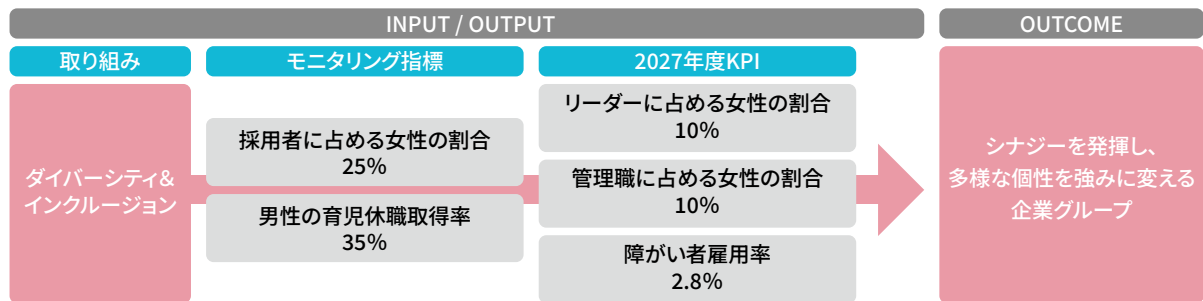 INPUT / OUTPUT
OUTCOME
取り組み
モニタリング指標
2027年度KPI
ダイバーシティ&
インクルージョン
採用者に占める女性の割合
25%
男性の育児休職取得率
35%
リーダーに占める女性の割合
10%
管理職に占める女性の割合
10%
障がい者雇用率
2.8%
シナジーを発揮し、
多様な個性を強みに変える
企業グループ